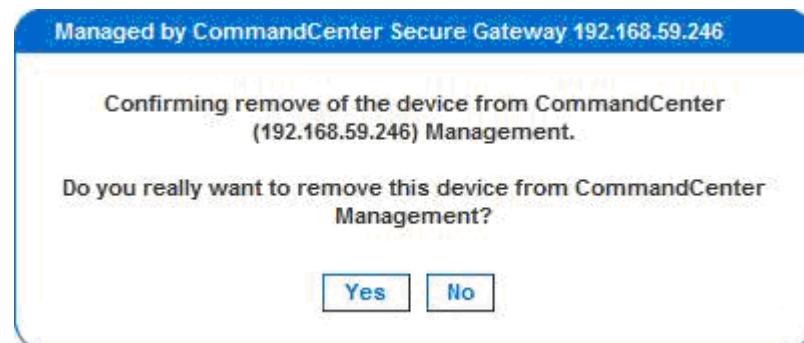 Managed by CommandCenter Secure Gateway 192.168.59.246
Confirming remove of the device from CommandCenter
(192.168.59.246) Management.
Do you really want to remove this device from CommandCenter
Management?
Yes No